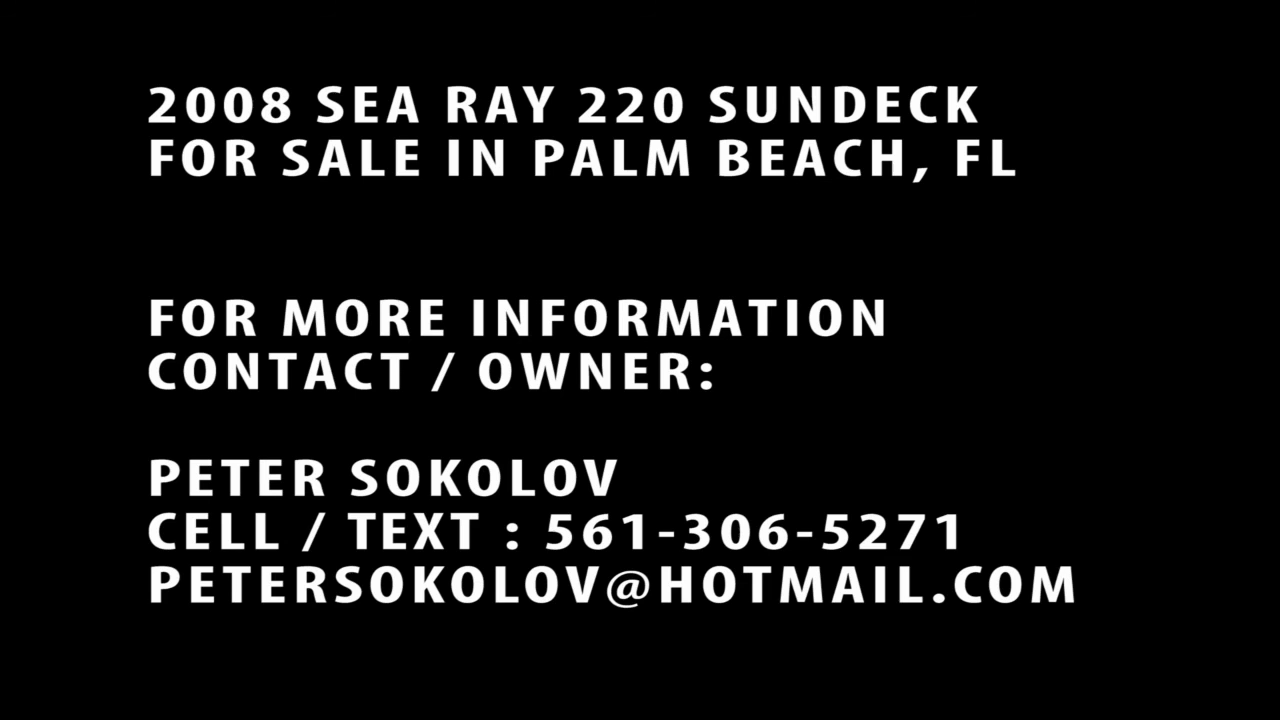 2008 SEA RAY 220 SUNDECK
FOR SALE IN PALM BEACH, FL
FOR MORE INFORMATION
CONTACT / OWNER:
PETER SOKOLOV
CELL / TEXT : 561-306-5271
PETERSOKOLOV@HOTMAIL.COM